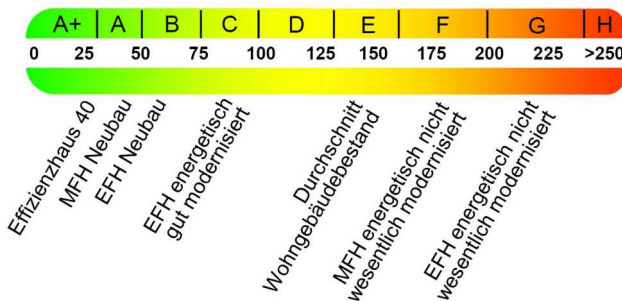 A+ A B C D E F G H
0 25 50 75 100 125 150 175 200 225 >250
Effizienzhaus 40
MFH Neubau
EFH Neubau
EFH energetisch
gut modernisiert
Durchschnitt
Wohngebäudebestand
MFH energetisch nicht
wesentlich modernisiert
EFH energetisch nicht
wesentlich modernisiert